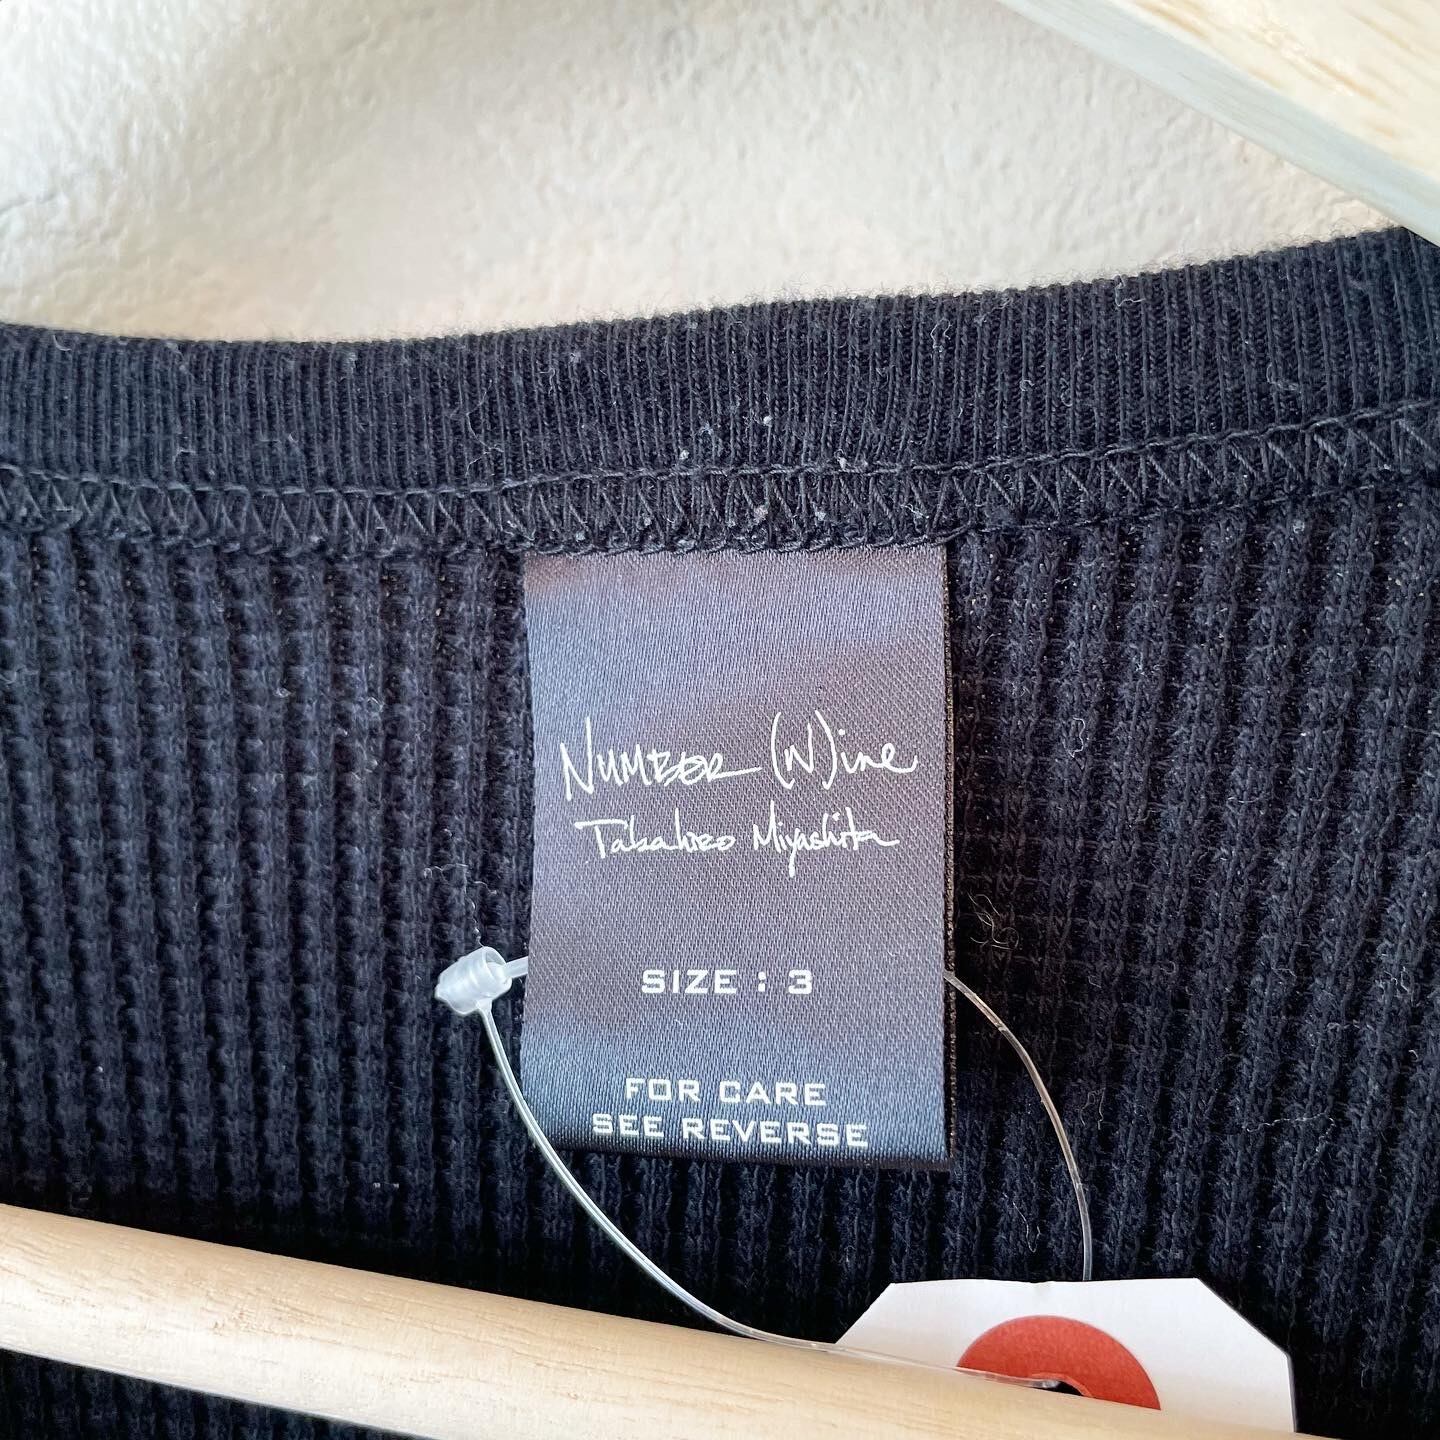 NUMBER (N)ine
Takahiro Miyashita
SIZE : 3
FOR CARE
SEE REVERSE